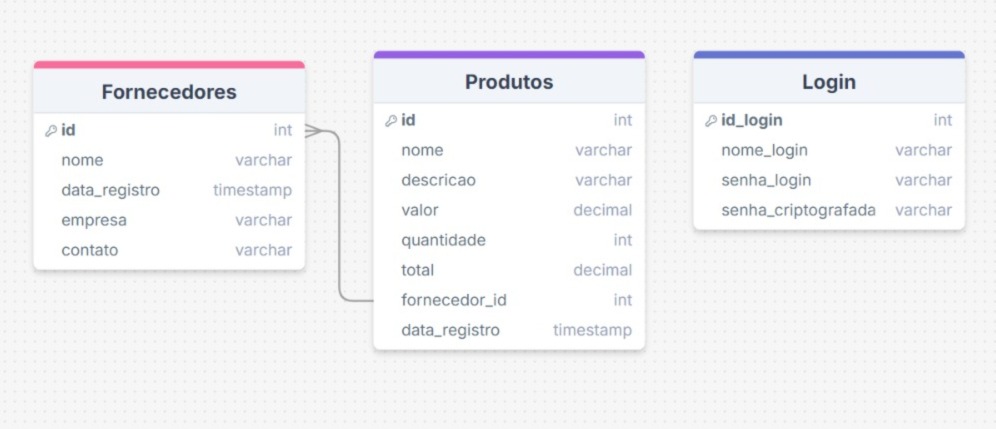 Fornecedores
id int
nome varchar
data_registro timestamp
empresa varchar
contato varchar
Produtos
id int
nome varchar
descricao varchar
valor decimal
quantidade int
total decimal
fornecedor_id int
data_registro timestamp
Login
id_login int
nome_login varchar
senha_login varchar
senha_criptografada varchar